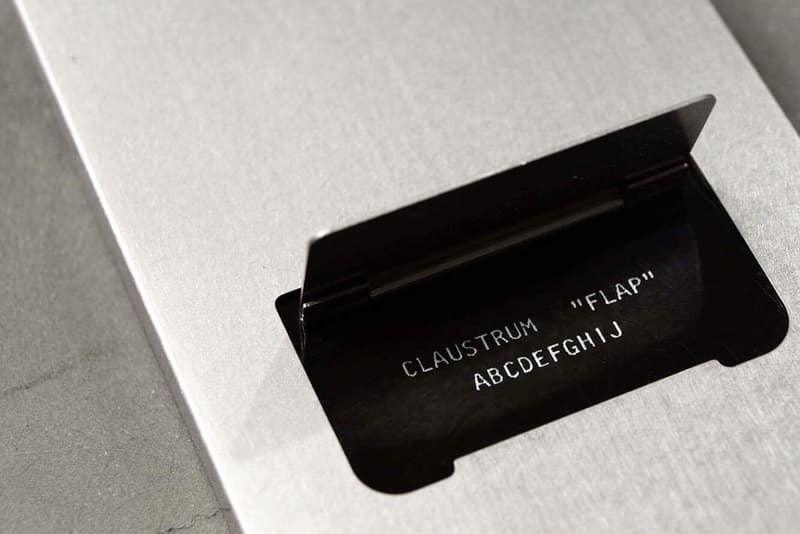 CLAUSTRUM "FLAP"
ABCDEFGHIJ